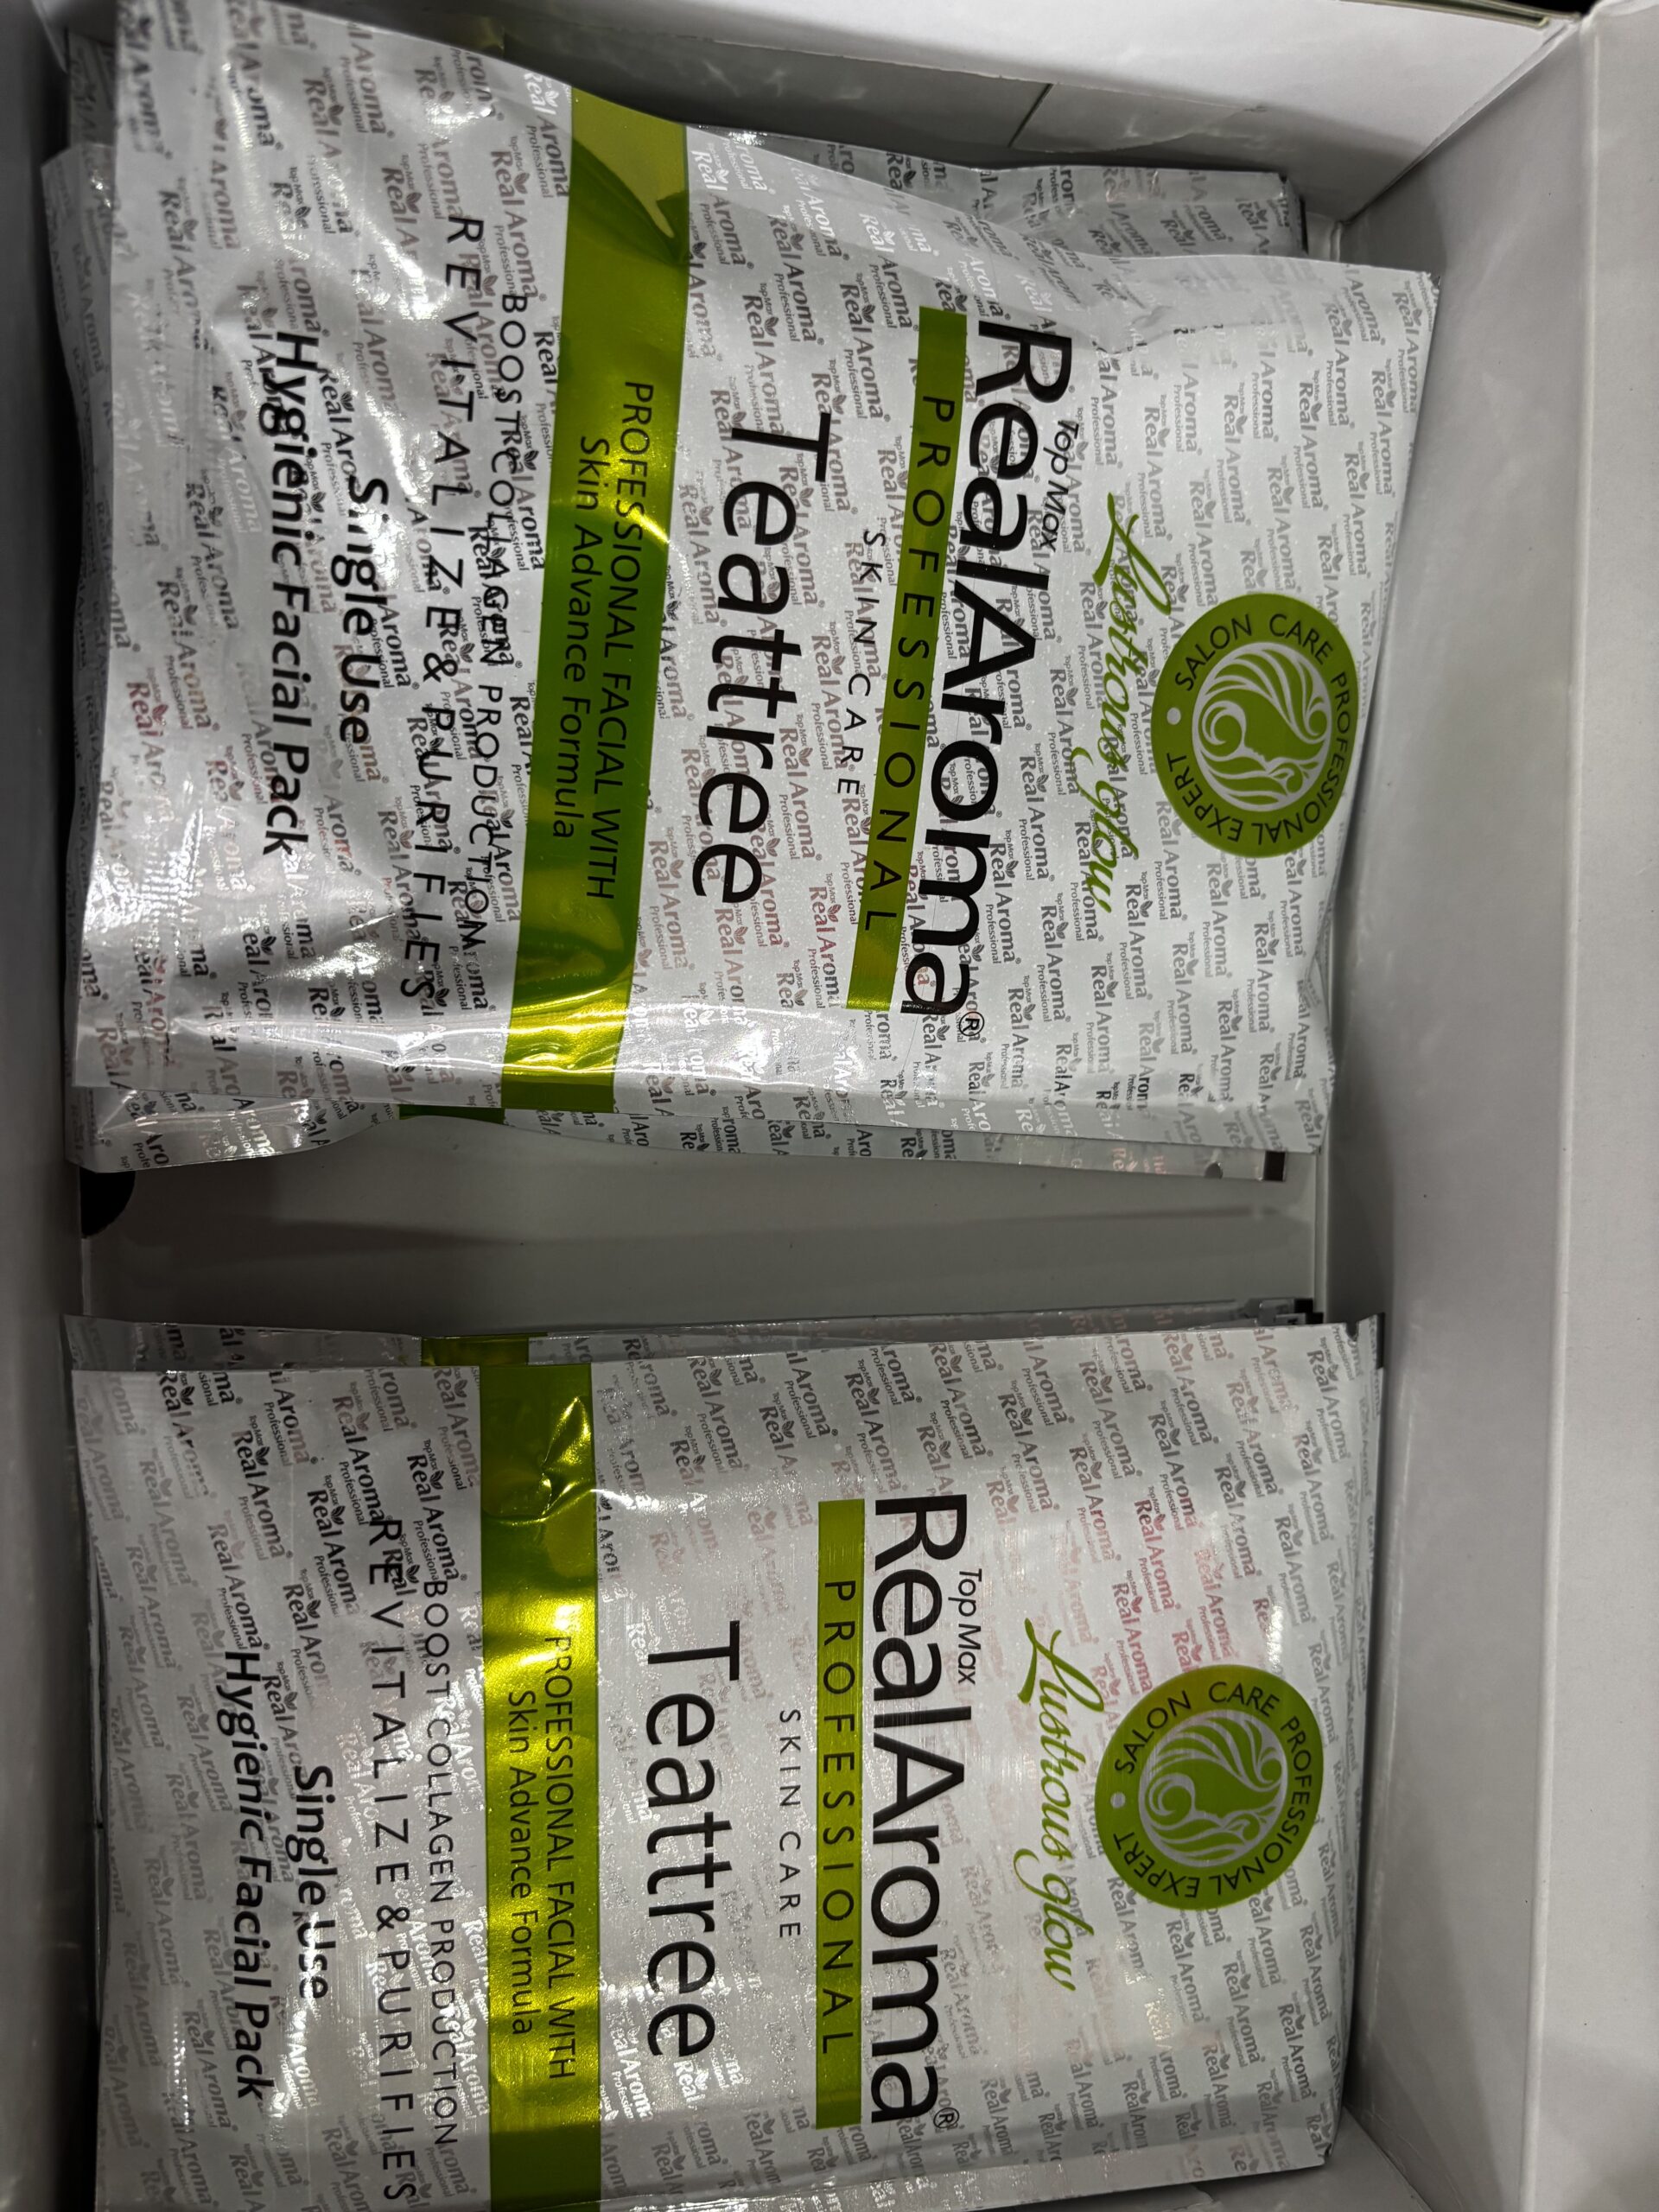 SALON CARE PROFESSIONAL EXPERT
Lustrous glow
Top Max
RealAroma®
PROFESSIONAL
SKIN CARE
Teattree
PROFESSIONAL FACIAL WITH
Skin Advance Formula
BOOST COLLAGEN PRODUCTION
REVITALIZE & PURIFIES
Single Use
Hygienic Facial Pack
SALON CARE PROFESSIONAL EXPERT
Lustrous glow
Top Max
RealAroma®
PROFESSIONAL
SKIN CARE
Teattree
PROFESSIONAL FACIAL WITH
Skin Advance Formula
BOOST COLLAGEN PRODUCTION
REVITALIZE & PURIFIES
Single Use
Hygienic Facial Pack